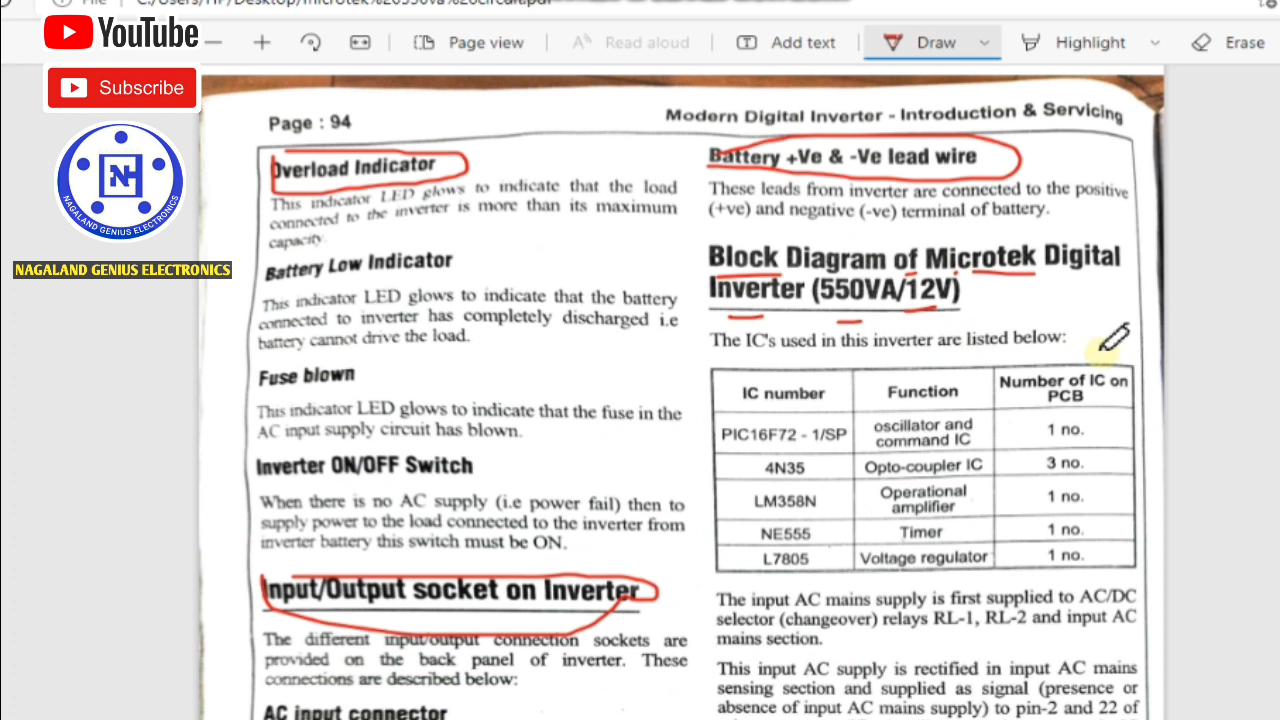 File
C:/Users/HP/Desktop/microtek%20550va%20circuit.pdf
YouTube
Subscribe
NH
NAGALAND GENIUS ELECTRONICS
NAGALAND GENIUS ELECTRONICS
Page view
Read aloud
Add text
Draw
Highlight
Erase
Page : 94
Modern Digital Inverter - Introduction & Servicing
Overload Indicator
This indicator LED glows to indicate that the load
connected to the inverter is more than its maximum
capacity.
Battery Low Indicator
This indicator LED glows to indicate that the battery
connected to inverter has completely discharged i.e
battery cannot drive the load.
Fuse blown
This indicator LED glows to indicate that the fuse in the
AC input supply circuit has blown.
Inverter ON/OFF Switch
When there is no AC supply (i.e power fail) then to
supply power to the load connected to the inverter from
inverter battery this switch must be ON.
Input/Output socket on Inverter
The different input/output connection sockets are
provided on the back panel of inverter. These
connections are described below:
AC input connector
Battery +Ve & -Ve lead wire
These leads from inverter are connected to the positive
(+ve) and negative (-ve) terminal of battery.
Block Diagram of Microtek Digital
Inverter (550VA/12V)
The IC's used in this inverter are listed below:
IC number Function Number of IC on
PCB
PIC16F72 - 1/SP oscillator and
command IC 1 no.
4N35 Opto-coupler IC 3 no.
LM358N Operational
amplifier 1 no.
NE555 Timer 1 no.
L7805 Voltage regulator 1 no.
The input AC mains supply is first supplied to AC/DC
selector (changeover) relays RL-1, RL-2 and input AC
mains section.
This input AC supply is rectified in input AC mains
sensing section and supplied as signal (presence or
absence of input AC mains supply) to pin-2 and 22 of